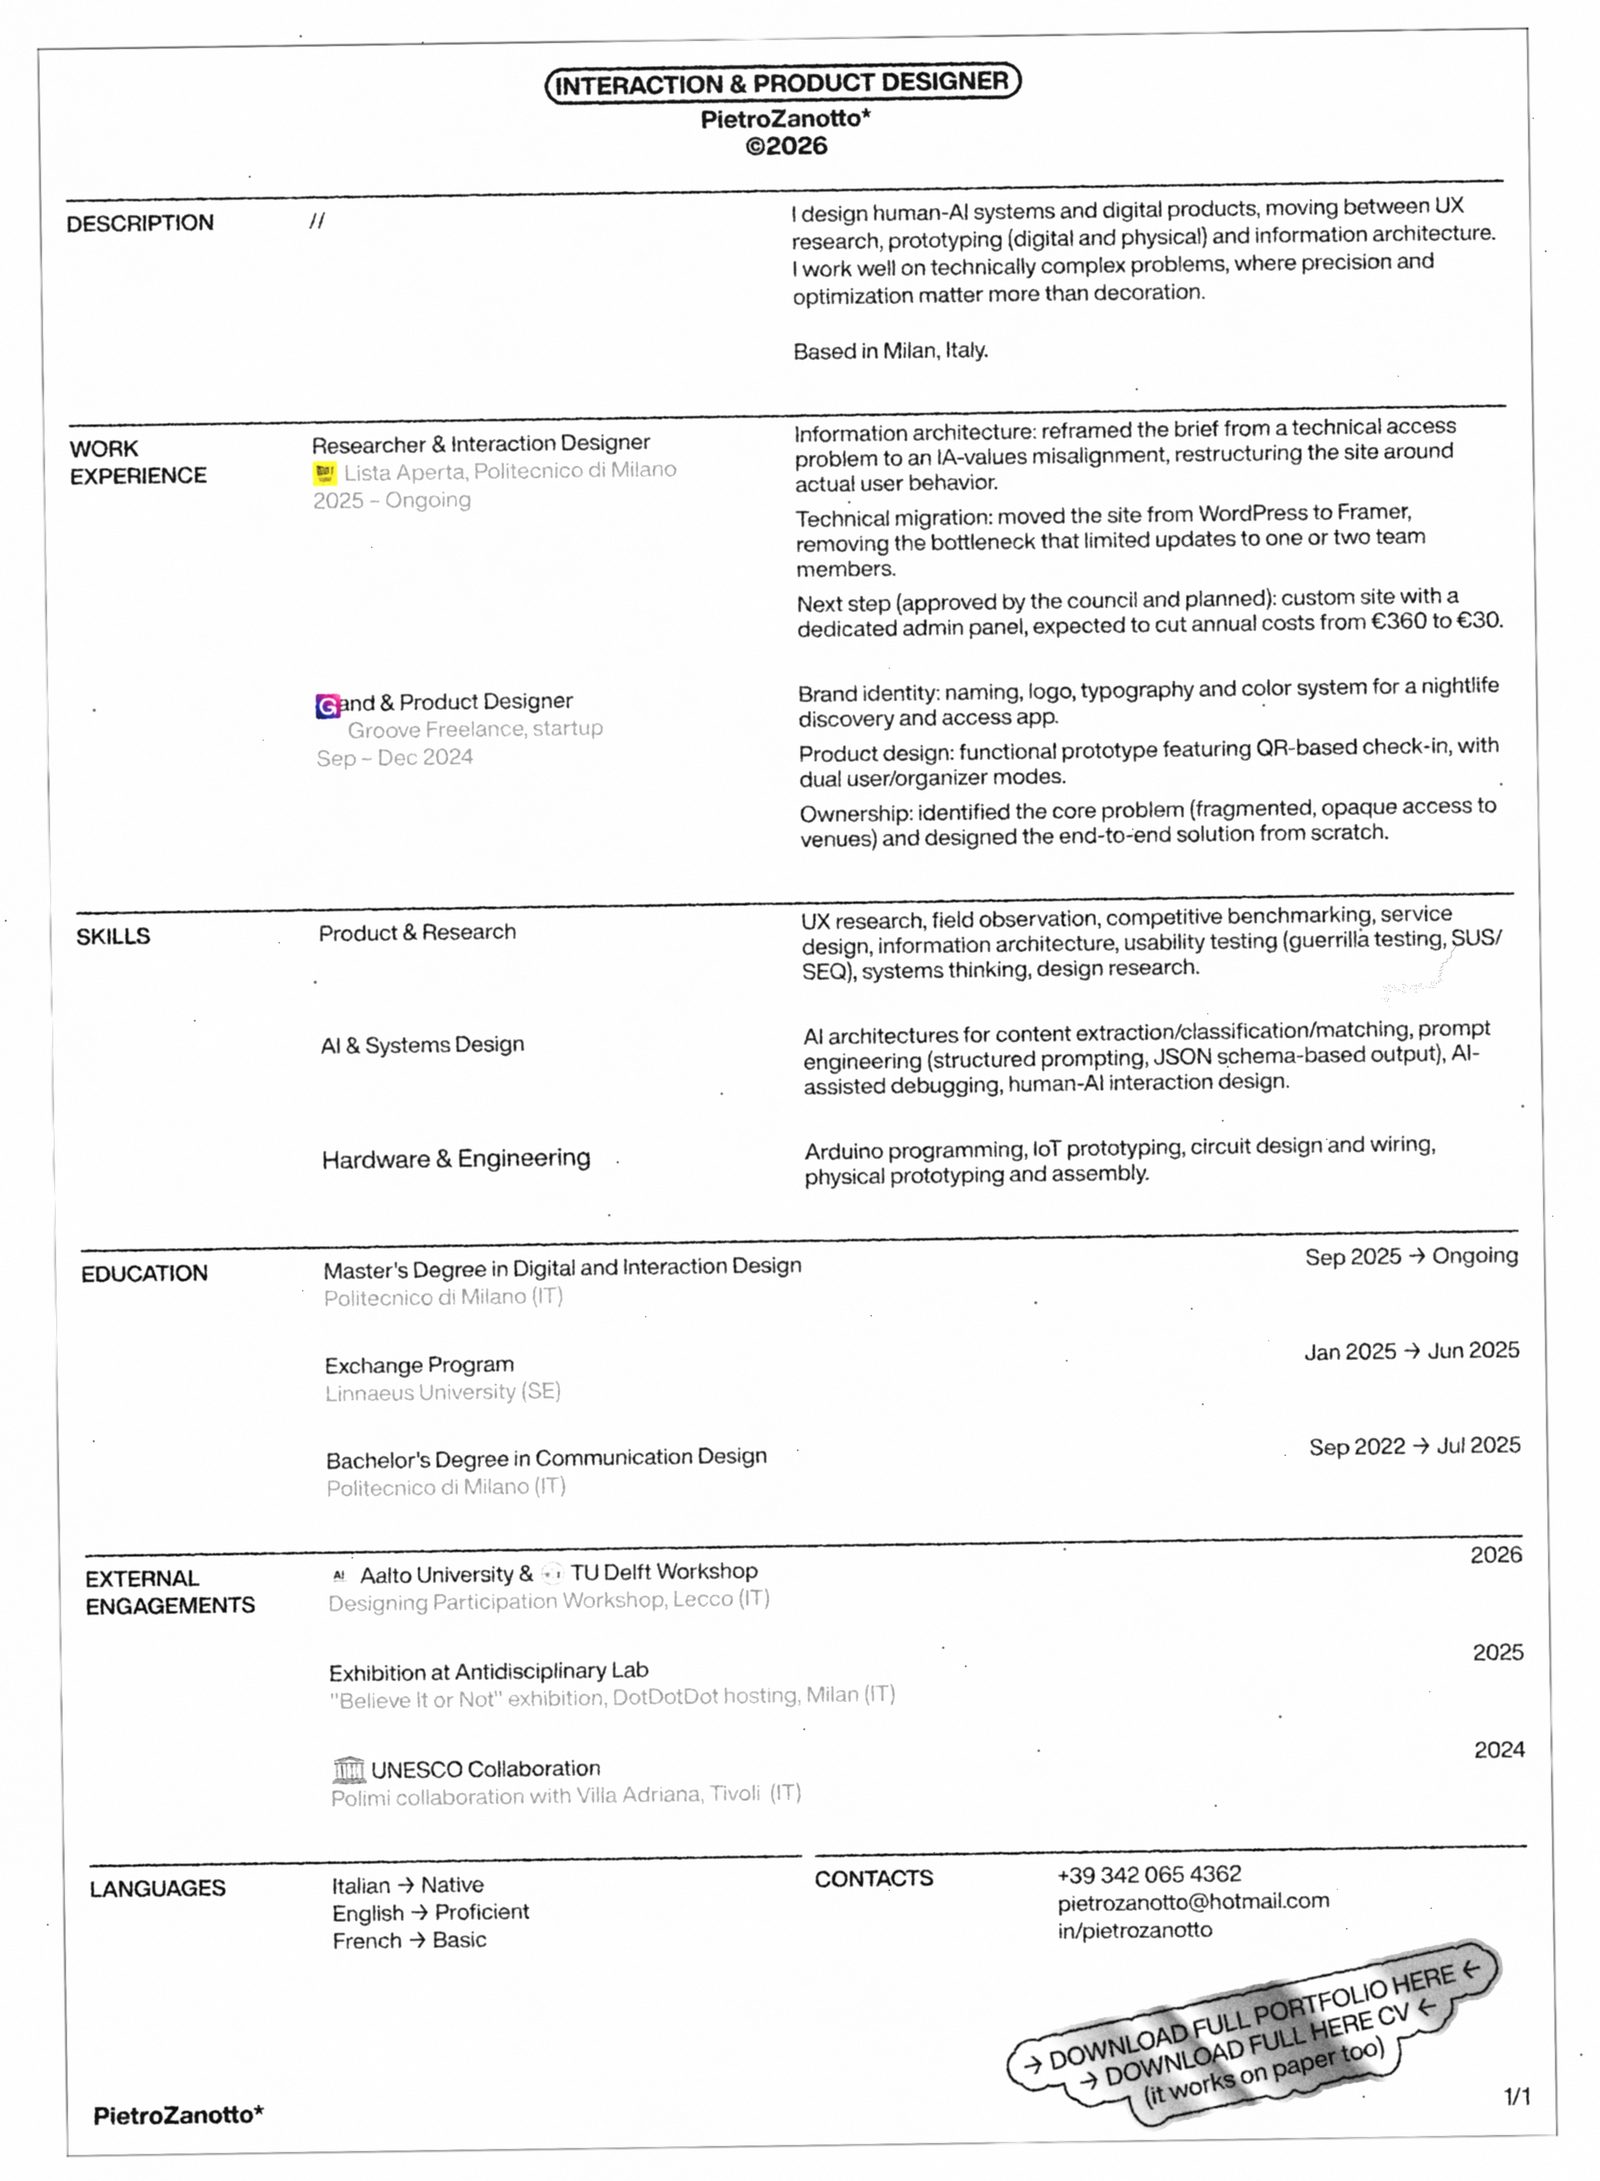 INTERACTION & PRODUCT DESIGNER
PietroZanotto*
©2026
DESCRIPTION
//
I design human-AI systems and digital products, moving between UX
research, prototyping (digital and physical) and information architecture.
I work well on technically complex problems, where precision and
optimization matter more than decoration.
Based in Milan, Italy.
WORK
EXPERIENCE
Researcher & Interaction Designer
Lista Aperta, Politecnico di Milano
2025 – Ongoing
Information architecture: reframed the brief from a technical access
problem to an IA-values misalignment, restructuring the site around
actual user behavior.
Technical migration: moved the site from WordPress to Framer,
removing the bottleneck that limited updates to one or two team
members.
Next step (approved by the council and planned): custom site with a
dedicated admin panel, expected to cut annual costs from €360 to €30.
G and & Product Designer
Groove Freelance, startup
Sep – Dec 2024
Brand identity: naming, logo, typography and color system for a nightlife
discovery and access app.
Product design: functional prototype featuring QR-based check-in, with
dual user/organizer modes.
Ownership: identified the core problem (fragmented, opaque access to
venues) and designed the end-to-end solution from scratch.
SKILLS
Product & Research
UX research, field observation, competitive benchmarking, service
design, information architecture, usability testing (guerrilla testing, SUS/
SEQ), systems thinking, design research.
AI & Systems Design
AI architectures for content extraction/classification/matching, prompt
engineering (structured prompting, JSON schema-based output), AI-
assisted debugging, human-AI interaction design.
Hardware & Engineering
Arduino programming, IoT prototyping, circuit design and wiring,
physical prototyping and assembly.
EDUCATION
Master's Degree in Digital and Interaction Design
Politecnico di Milano (IT)
Sep 2025 → Ongoing
Exchange Program
Linnaeus University (SE)
Jan 2025 → Jun 2025
Bachelor's Degree in Communication Design
Politecnico di Milano (IT)
Sep 2022 → Jul 2025
EXTERNAL
ENGAGEMENTS
A! Aalto University & TU Delft Workshop
Designing Participation Workshop, Lecco (IT)
2026
Exhibition at Antidisciplinary Lab
"Believe It or Not" exhibition, DotDotDot hosting, Milan (IT)
2025
UNESCO Collaboration
Polimi collaboration with Villa Adriana, Tivoli (IT)
2024
LANGUAGES
Italian → Native
English → Proficient
French → Basic
CONTACTS
+39 342 065 4362
pietrozanotto@hotmail.com
in/pietrozanotto
→ DOWNLOAD FULL PORTFOLIO HERE ←
→ DOWNLOAD FULL HERE CV ←
(it works on paper too)
PietroZanotto*
1/1